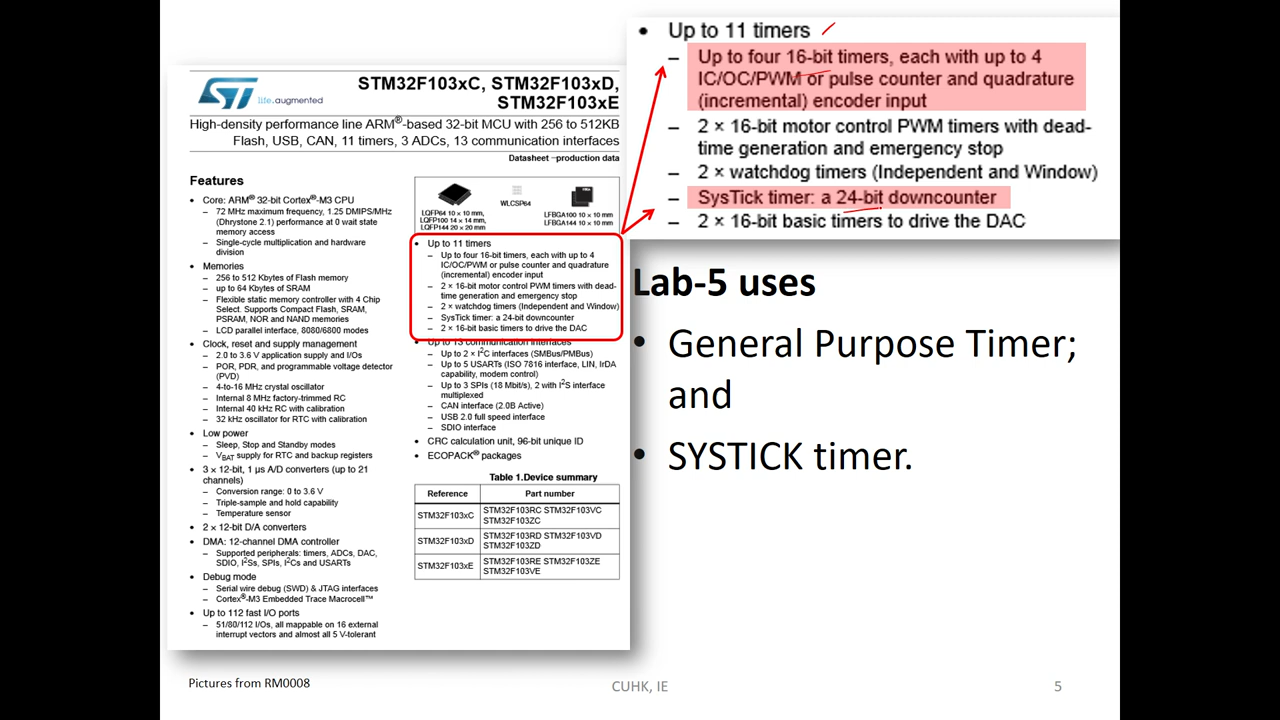 ST life.augmented
STM32F103xC, STM32F103xD,
STM32F103xE
High-density performance line ARM®-based 32-bit MCU with 256 to 512KB
Flash, USB, CAN, 11 timers, 3 ADCs, 13 communication interfaces
Datasheet −production data
Features
• Core: ARM® 32-bit Cortex®-M3 CPU
– 72 MHz maximum frequency, 1.25 DMIPS/MHz
(Dhrystone 2.1) performance at 0 wait state
memory access
– Single-cycle multiplication and hardware
division
• Memories
– 256 to 512 Kbytes of Flash memory
– up to 64 Kbytes of SRAM
– Flexible static memory controller with 4 Chip
Select. Supports Compact Flash, SRAM,
PSRAM, NOR and NAND memories
– LCD parallel interface, 8080/6800 modes
• Clock, reset and supply management
– 2.0 to 3.6 V application supply and I/Os
– POR, PDR, and programmable voltage detector
(PVD)
– 4-to-16 MHz crystal oscillator
– Internal 8 MHz factory-trimmed RC
– Internal 40 kHz RC with calibration
– 32 kHz oscillator for RTC with calibration
• Low power
– Sleep, Stop and Standby modes
– VBAT supply for RTC and backup registers
• 3 × 12-bit, 1 µs A/D converters (up to 21
channels)
– Conversion range: 0 to 3.6 V
– Triple-sample and hold capability
– Temperature sensor
• 2 × 12-bit D/A converters
• DMA: 12-channel DMA controller
– Supported peripherals: timers, ADCs, DAC,
SDIO, I2Ss, SPIs, I2Cs and USARTs
• Debug mode
– Serial wire debug (SWD) & JTAG interfaces
– Cortex®-M3 Embedded Trace Macrocell™
• Up to 112 fast I/O ports
– 51/80/112 I/Os, all mappable on 16 external
interrupt vectors and almost all 5 V-tolerant
LQFP64 10 × 10 mm,
LQFP100 14 × 14 mm,
LQFP144 20 × 20 mm
WLCSP64
LFBGA100 10 × 10 mm
LFBGA144 10 × 10 mm
• Up to 11 timers
– Up to four 16-bit timers, each with up to 4
IC/OC/PWM or pulse counter and quadrature
(incremental) encoder input
– 2 × 16-bit motor control PWM timers with dead-
time generation and emergency stop
– 2 × watchdog timers (Independent and Window)
– SysTick timer: a 24-bit downcounter
– 2 × 16-bit basic timers to drive the DAC
• Up to 13 communication interfaces
– Up to 2 × I2C interfaces (SMBus/PMBus)
– Up to 5 USARTs (ISO 7816 interface, LIN, IrDA
capability, modem control)
– Up to 3 SPIs (18 Mbit/s), 2 with I2S interface
multiplexed
– CAN interface (2.0B Active)
– USB 2.0 full speed interface
– SDIO interface
• CRC calculation unit, 96-bit unique ID
• ECOPACK® packages
Table 1.Device summary
Reference Part number
STM32F103xC STM32F103RC STM32F103VC
STM32F103ZC
STM32F103xD STM32F103RD STM32F103VD
STM32F103ZD
STM32F103xE STM32F103RE STM32F103ZE
STM32F103VE
• Up to 11 timers
– Up to four 16-bit timers, each with up to 4
IC/OC/PWM or pulse counter and quadrature
(incremental) encoder input
– 2 × 16-bit motor control PWM timers with dead-
time generation and emergency stop
– 2 × watchdog timers (Independent and Window)
– SysTick timer: a 24-bit downcounter
– 2 × 16-bit basic timers to drive the DAC
Lab-5 uses
• General Purpose Timer;
and
• SYSTICK timer.
Pictures from RM0008
CUHK, IE
5